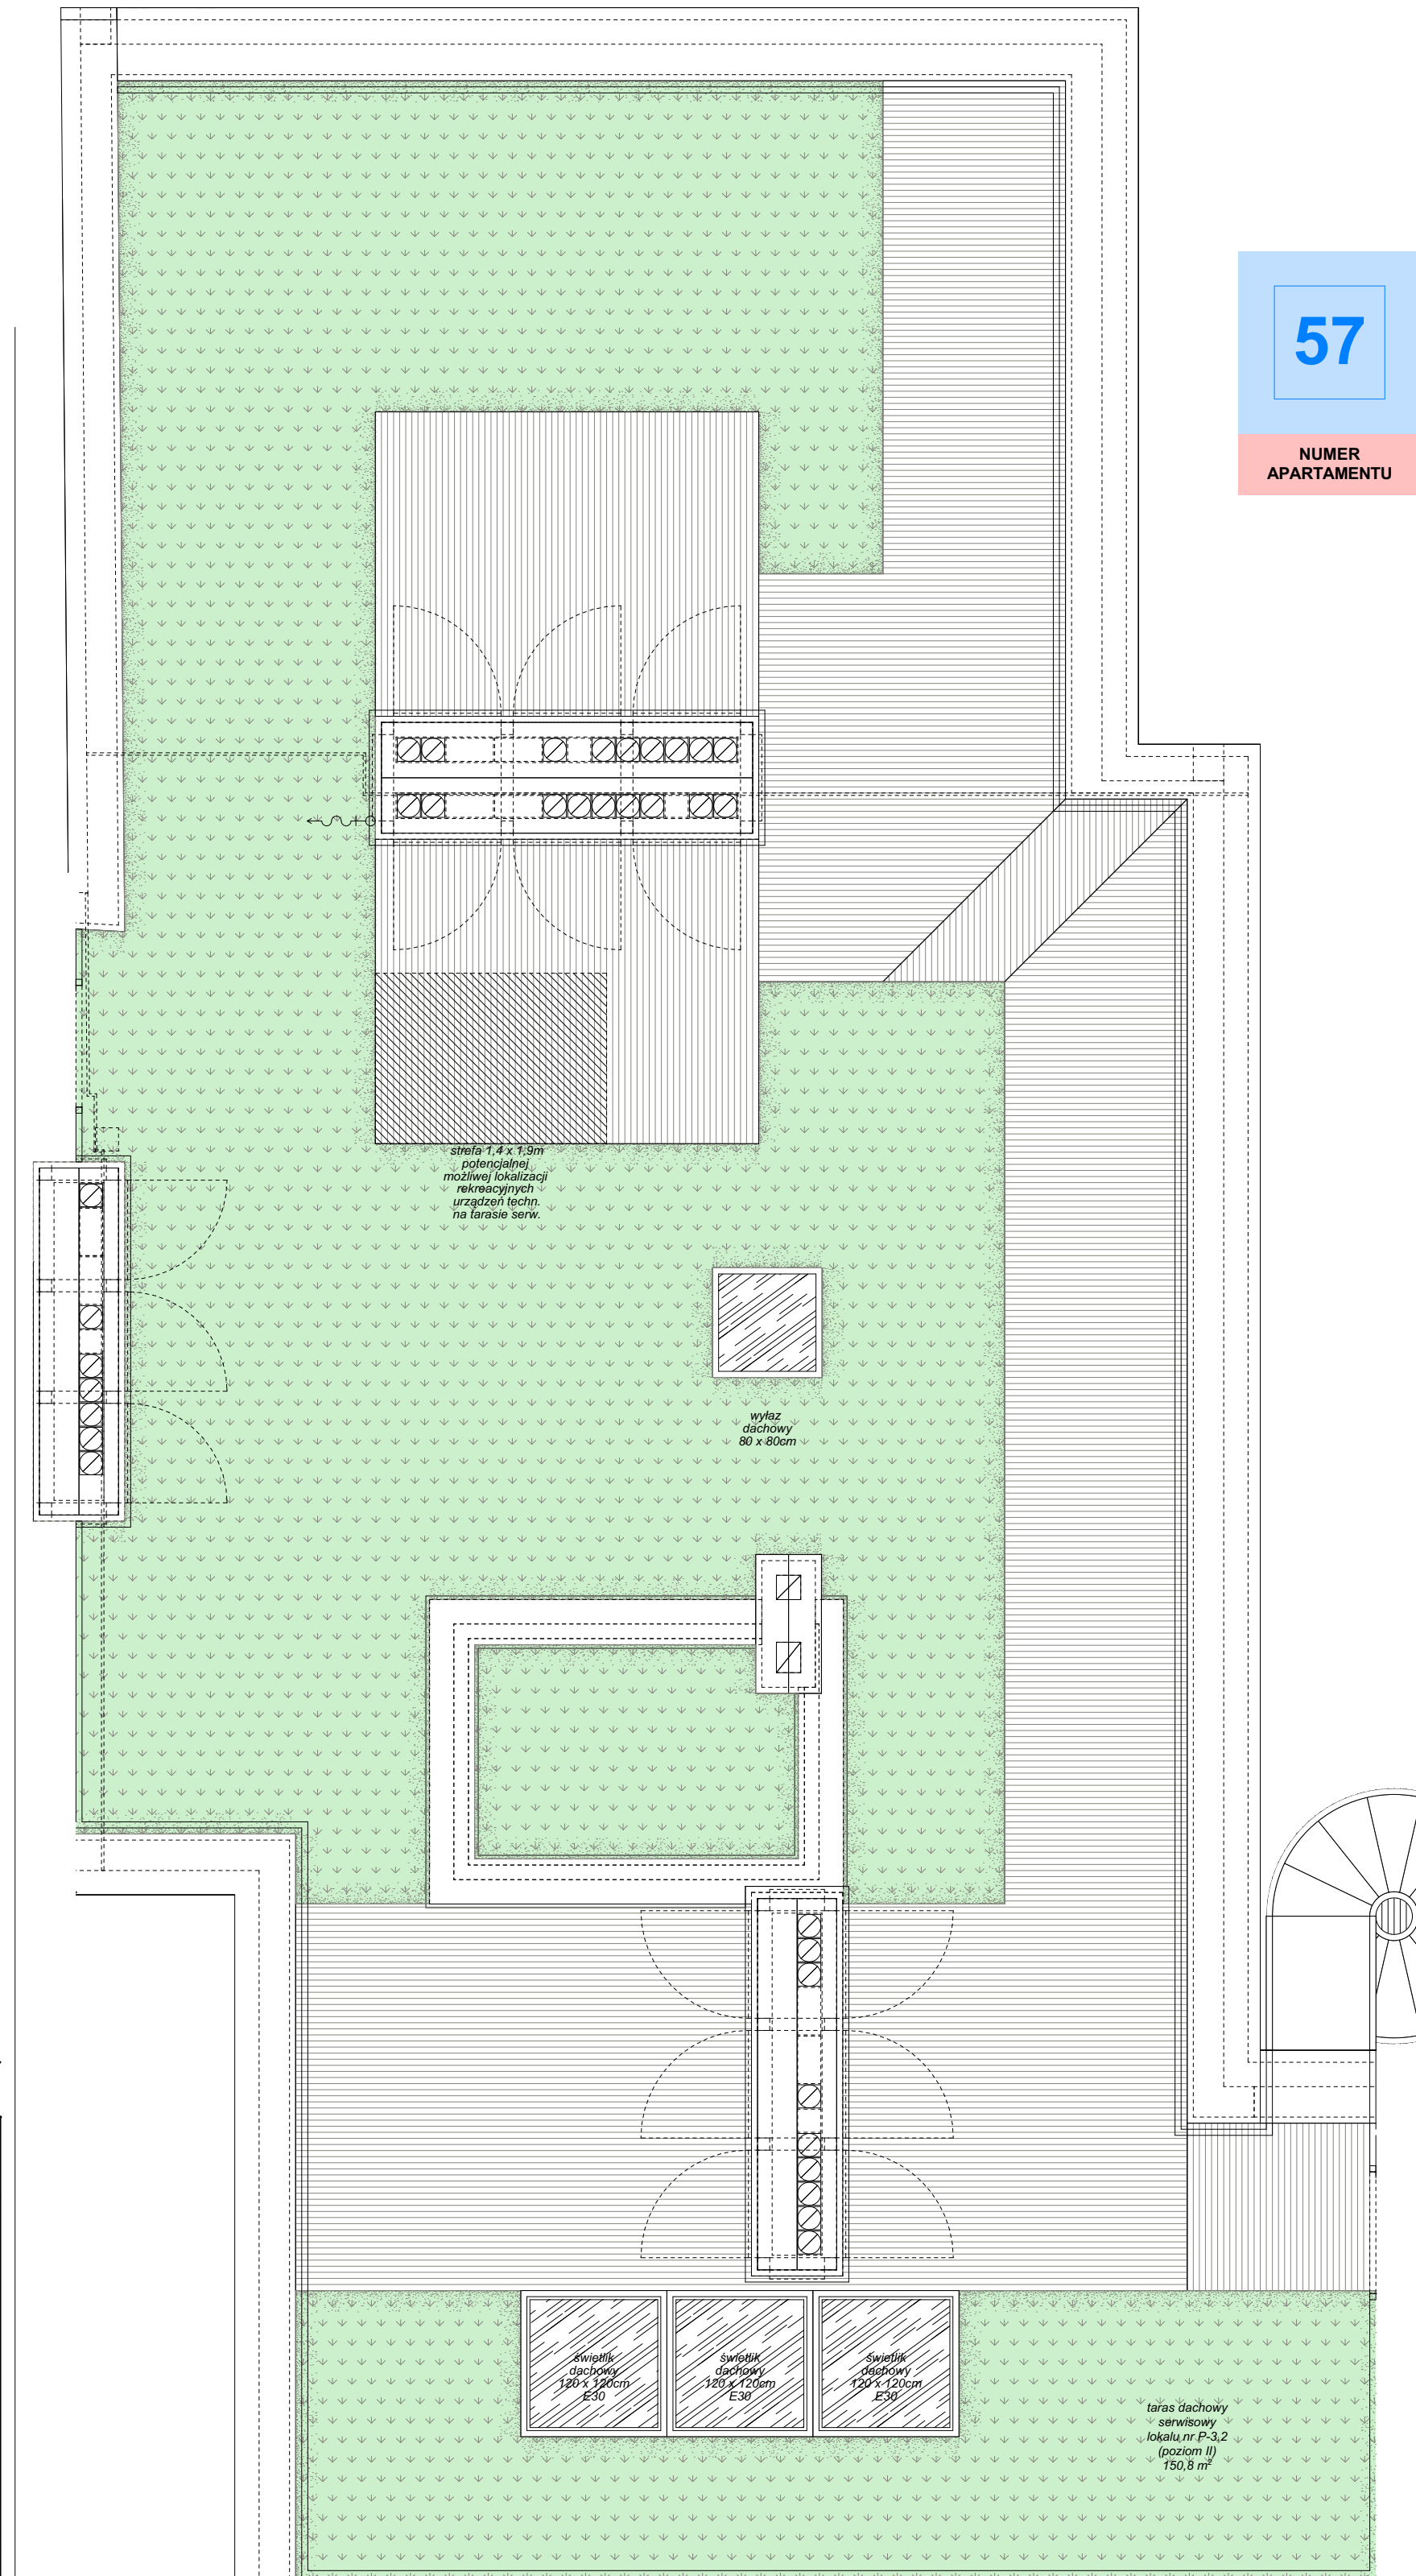 57
NUMER
APARTAMENTU
strefa 1,4 x 1,9m
potencjalnej
możliwej lokalizacji
rekreacyjnych
urządzeń techn.
na tarasie serw.
wyłaz
dachowy
80 x 80cm
świetlik
dachowy
120 x 120cm
E30
świetlik
dachowy
120 x 120cm
E30
świetlik
dachowy
120 x 120cm
E30
taras dachowy
serwisowy
lokalu nr P-3,2
(poziom II)
150,8 m²